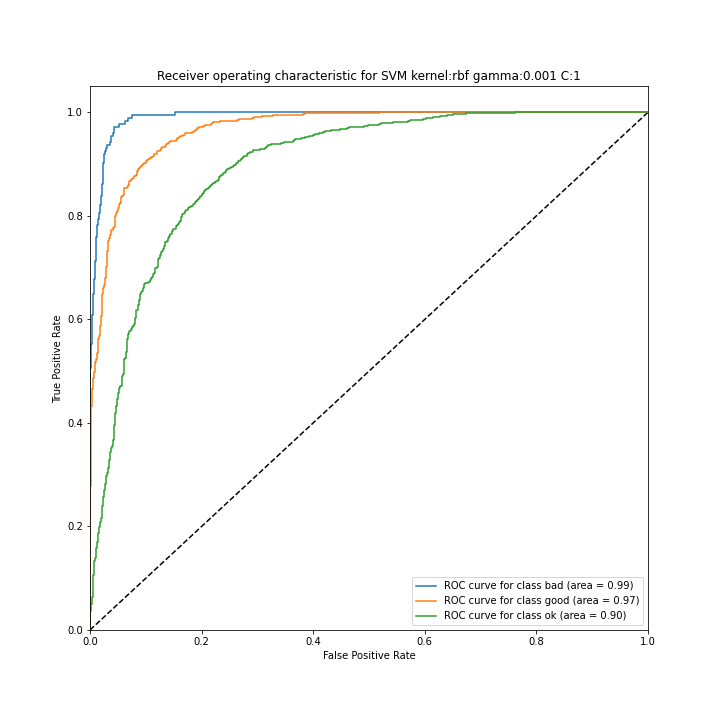 Receiver operating characteristic for SVM kernel:rbf gamma:0.001 C:1
True Positive Rate
1.0
0.8
0.6
0.4
0.2
0.0
0.0 0.2 0.4 0.6 0.8 1.0
False Positive Rate
ROC curve for class bad (area = 0.99)
ROC curve for class good (area = 0.97)
ROC curve for class ok (area = 0.90)